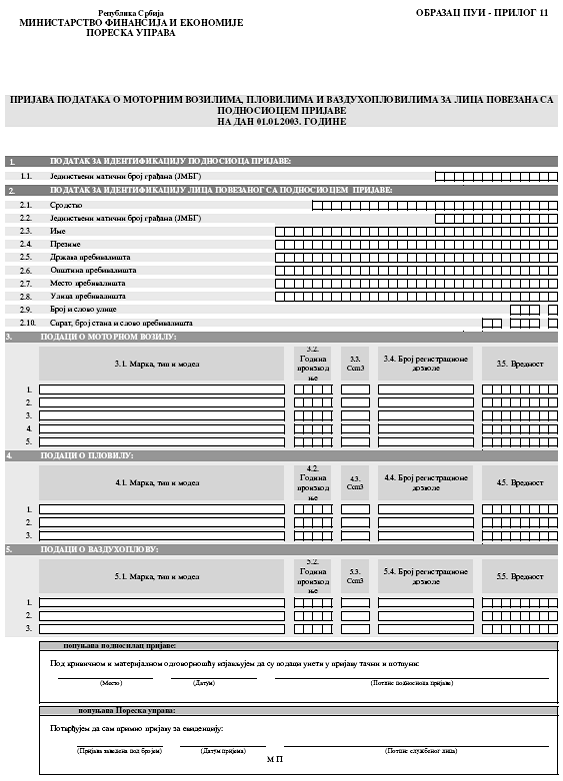 Република Србија
ОБРАЗАЦ ПУИ - ПРИЛОГ 11
МИНИСТАРСТВО ФИНАНСИЈА И ЕКОНОМИЈЕ
ПОРЕСКА УПРАВА
ПРИЈАВА ПОДАТАКА О МОТОРНИМ ВОЗИЛИМА, ПЛОВИЛИМА И ВАЗДУХОПЛОВИЛИМА ЗА ЛИЦА ПОВЕЗАНА СА
ПОДНОСИОЦЕМ ПРИЈАВЕ
НА ДАН 01.01.2003. ГОДИНЕ
1. ПОДАТАК ЗА ИДЕНТИФИКАЦИЈУ ПОДНОСИОЦА ПРИЈАВЕ:
1.1. Јединствени матични број грађана (ЈМБГ)
2. ПОДАТАК ЗА ИДЕНТИФИКАЦИЈУ ЛИЦА ПОВЕЗАНОГ СА ПОДНОСИОЦЕМ ПРИЈАВЕ:
2.1. Сродство
2.2. Јединствени матични број грађана (ЈМБГ)
2.3. Име
2.4. Презиме
2.5. Држава пребивалишта
2.6. Општина пребивалишта
2.7. Место пребивалишта
2.8. Улица пребивалишта
2.9. Број и слово улице
2.10. Спрат, број стана и слово пребивалишта
3. ПОДАЦИ О МОТОРНОМ ВОЗИЛУ:
3.1. Марка, тип и модел
3.2.
Година
производ
ње
3.3.
Ccm3
3.4. Број регистрационе
дозволе
3.5. Вредност
1.
2.
3.
4.
5.
4. ПОДАЦИ О ПЛОВИЛУ:
4.1. Марка, тип и модел
4.2.
Година
производ
ње
4.3.
Ccm3
4.4. Број регистрационе
дозволе
4.5. Вредност
1.
2.
3.
5. ПОДАЦИ О ВАЗДУХОПЛОВУ:
5.1. Марка, тип и модел
5.2.
Година
производ
ње
5.3.
Ccm3
5.4. Број регистрационе
дозволе
5.5. Вредност
1.
2.
3.
попуњава подносилац пријаве:
Под кривичном и материјалном одговорношћу изјављујем да су подаци унети у пријаву тачни и потпуни:
(Место) (Датум) (Потпис подносиоца пријаве)
попуњава Пореска управа:
Потврђујем да сам примио пријаву за евиденцију:
(Пријава заведена под бројем) (Датум пријема) (Потпис службеног лица)
М П